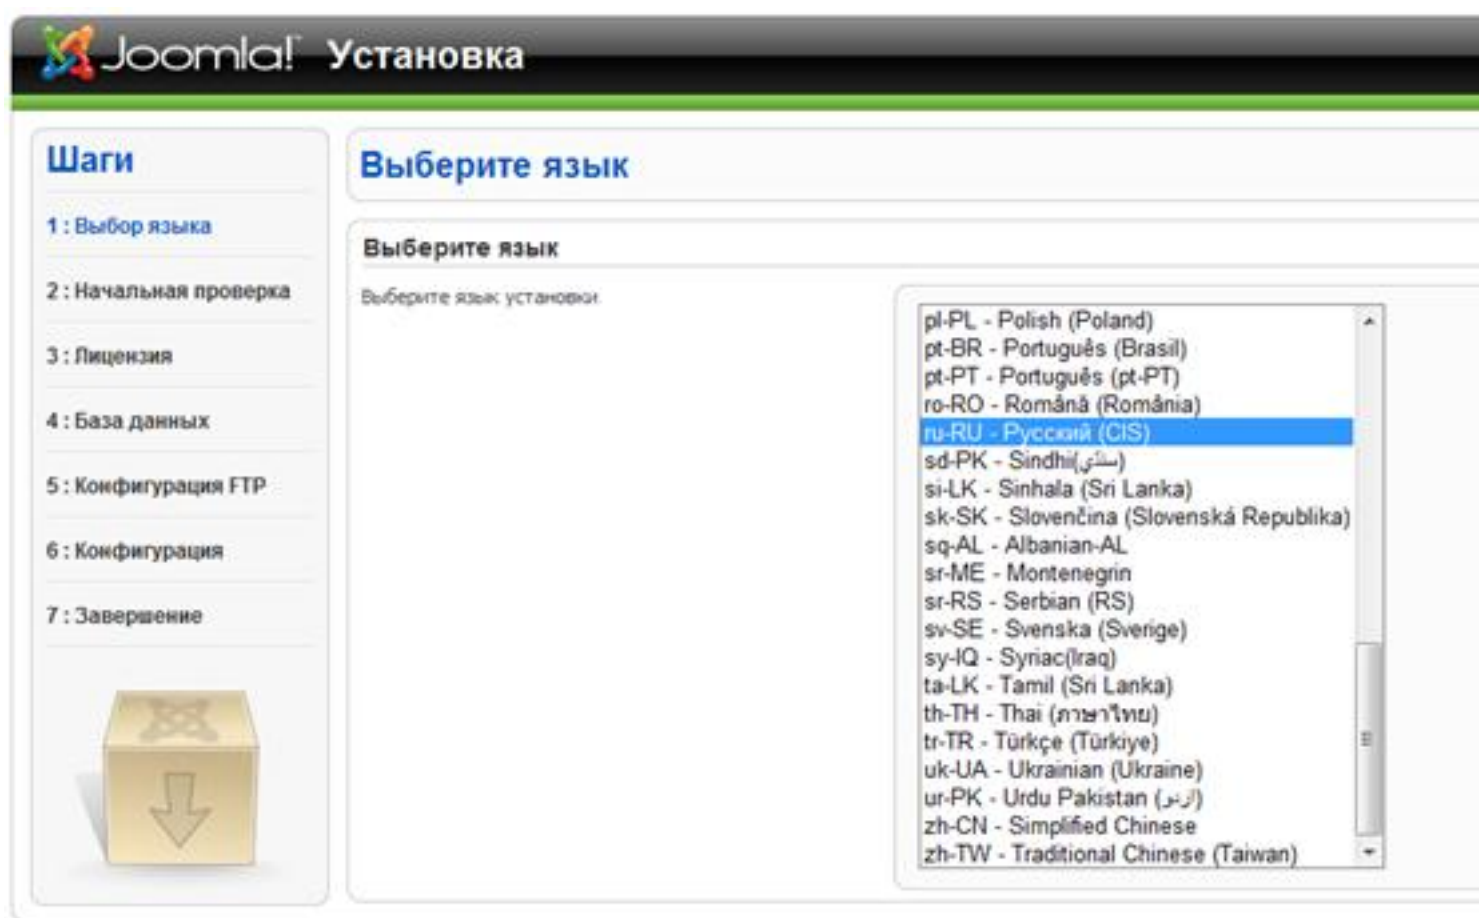 Joomla!™ Установка
Шаги
1 : Выбор языка
2 : Начальная проверка
3 : Лицензия
4 : База данных
5 : Конфигурация FTP
6 : Конфигурация
7 : Завершение
Выберите язык
Выберите язык
Выберите язык установки
pl-PL - Polish (Poland)
pt-BR - Português (Brasil)
pt-PT - Português (pt-PT)
ro-RO - Română (România)
ru-RU - Русский (CIS)
sd-PK - Sindhi(سنڌي)
si-LK - Sinhala (Sri Lanka)
sk-SK - Slovenčina (Slovenská Republika)
sq-AL - Albanian-AL
sr-ME - Montenegrin
sr-RS - Serbian (RS)
sv-SE - Svenska (Sverige)
sy-IQ - Syriac(Iraq)
ta-LK - Tamil (Sri Lanka)
th-TH - Thai (ภาษาไทย)
tr-TR - Türkçe (Türkiye)
uk-UA - Ukrainian (Ukraine)
ur-PK - Urdu Pakistan (اردو)
zh-CN - Simplified Chinese
zh-TW - Traditional Chinese (Taiwan)